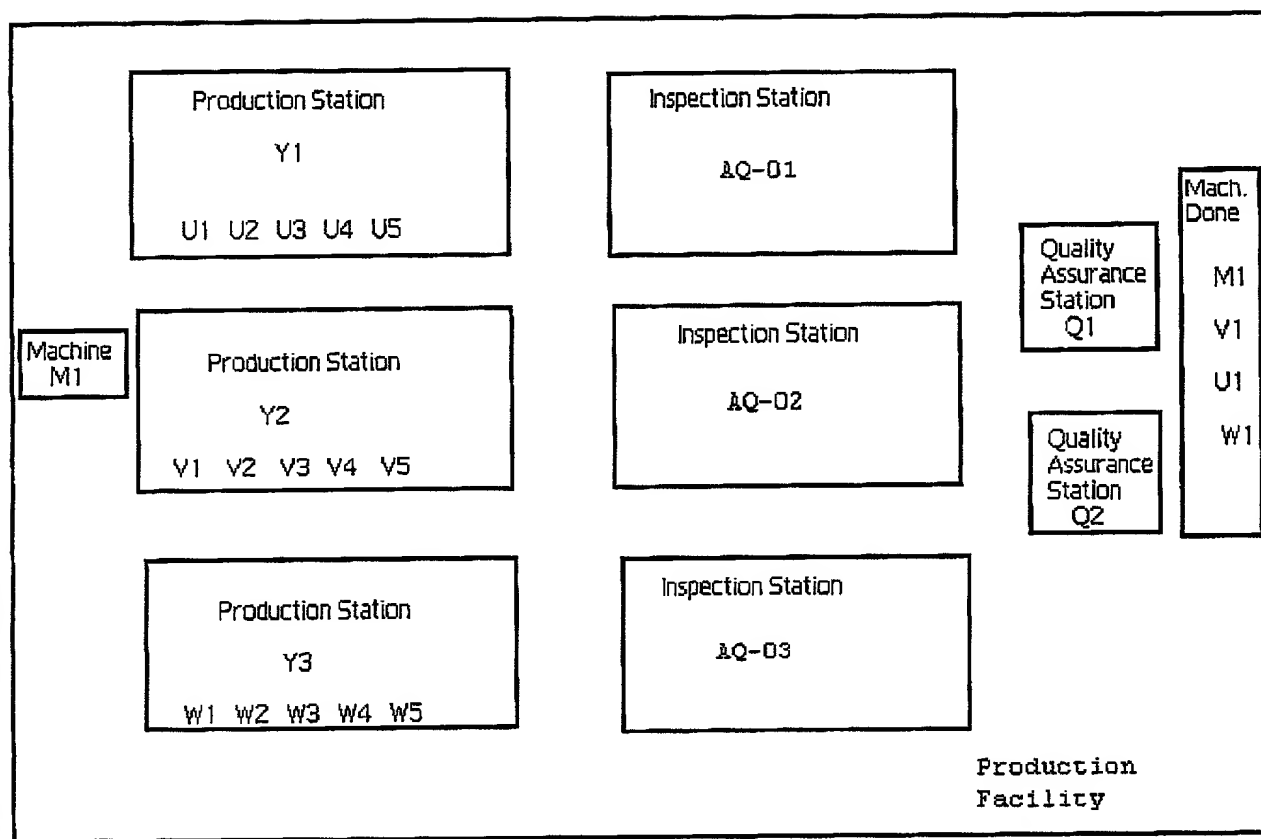 Production Station
Y1
U1 U2 U3 U4 U5
Inspection Station
AQ-01
Machine
M1
Production Station
Y2
V1 V2 V3 V4 V5
Inspection Station
AQ-02
Production Station
Y3
W1 W2 W3 W4 W5
Inspection Station
AQ-03
Quality
Assurance
Station
Q1
Quality
Assurance
Station
Q2
Mach.
Done
M1
V1
U1
W1
Production
Facility